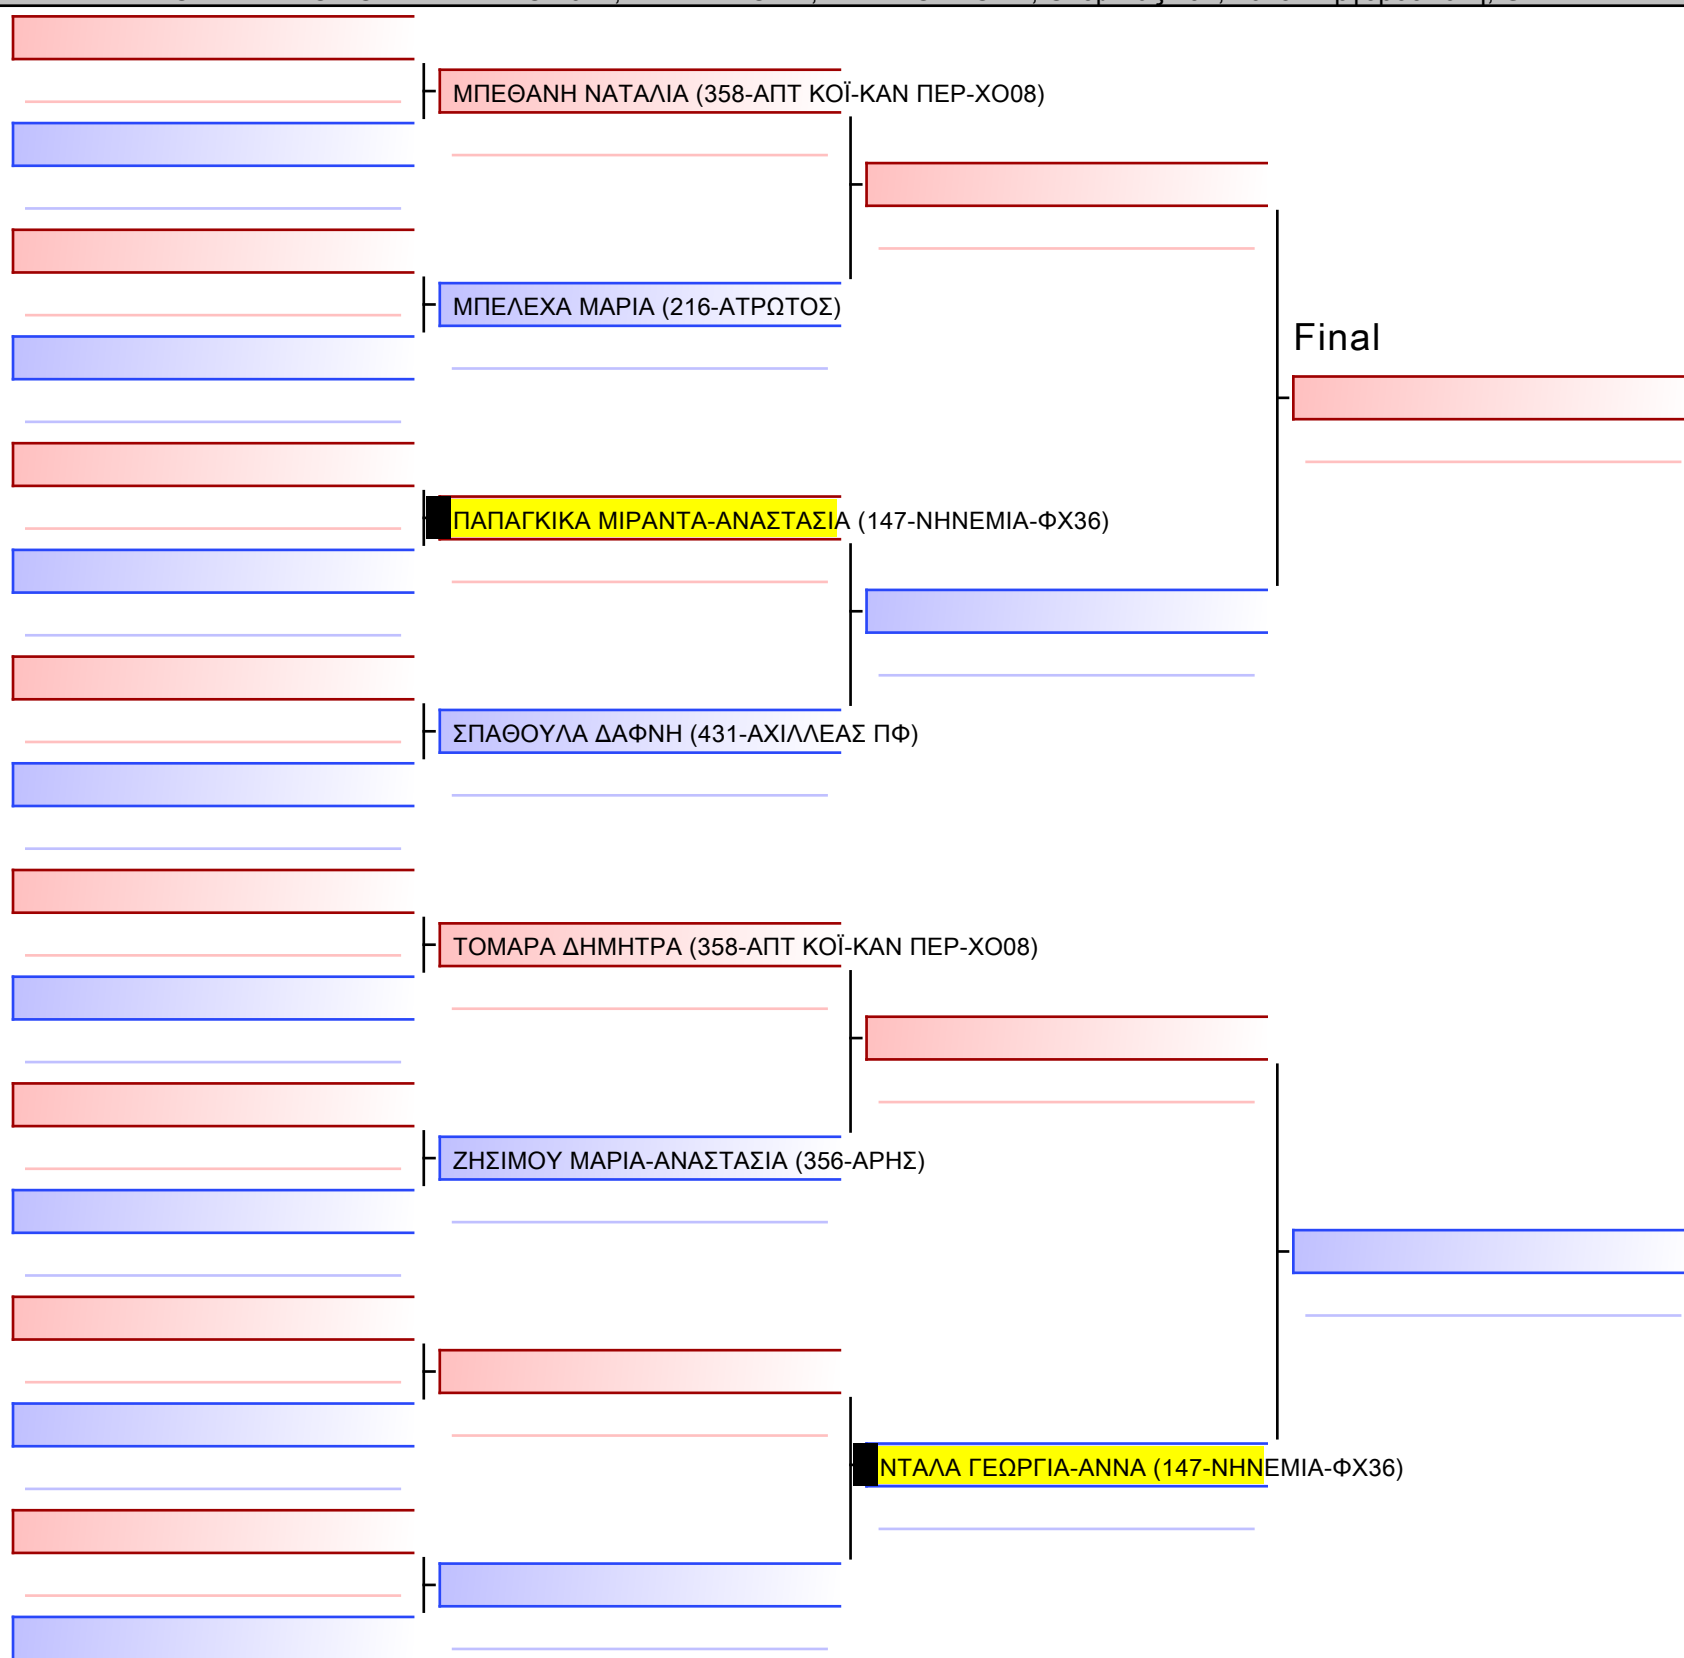 ΜΠΕΘΑΝΗ ΝΑΤΑΛΙΑ (358-ΑΠΤ ΚΟΪ-ΚΑΝ ΠΕΡ-ΧΟ08)
ΜΠΕΛΕΧΑ ΜΑΡΙΑ (216-ΑΤΡΩΤΟΣ)
Final
ΠΑΠΑΓΚΙΚΑ ΜΙΡΑΝΤΑ-ΑΝΑΣΤΑΣΙΑ (147-ΝΗΝΕΜΙΑ-ΦΧ36)
ΣΠΑΘΟΥΛΑ ΔΑΦΝΗ (431-ΑΧΙΛΛΕΑΣ ΠΦ)
ΤΟΜΑΡΑ ΔΗΜΗΤΡΑ (358-ΑΠΤ ΚΟΪ-ΚΑΝ ΠΕΡ-ΧΟ08)
ΖΗΣΙΜΟΥ ΜΑΡΙΑ-ΑΝΑΣΤΑΣΙΑ (356-ΑΡΗΣ)
ΝΤΑΛΑ ΓΕΩΡΓΙΑ-ΑΝΝΑ (147-ΝΗΝΕΜΙΑ-ΦΧ36)